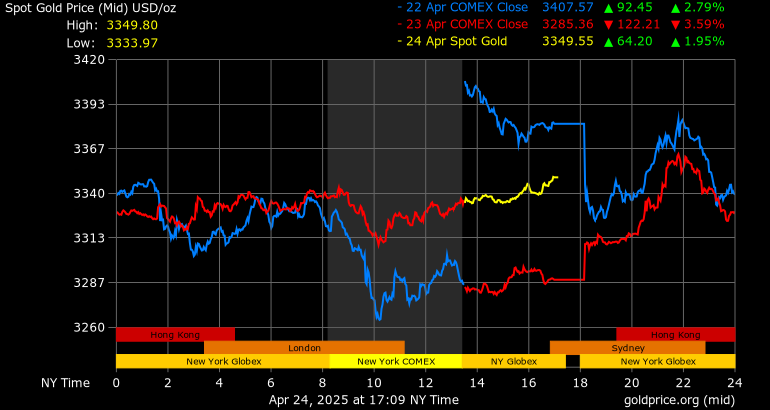 Spot Gold Price (Mid) USD/oz
High: 3349.80
Low: 3333.97
- 22 Apr COMEX Close 3407.57 ▲ 92.45 ▲ 2.79%
- 23 Apr COMEX Close 3285.36 ▼ 122.21 ▼ 3.59%
- 24 Apr Spot Gold 3349.55 ▲ 64.20 ▲ 1.95%
3420
3393
3367
3340
3313
3287
3260
Hong Kong Hong Kong
London Sydney
New York Globex New York COMEX NY Globex New York Globex
NY Time 0 2 4 6 8 10 12 14 16 18 20 22 24
Apr 24, 2025 at 17:09 NY Time goldprice.org (mid)